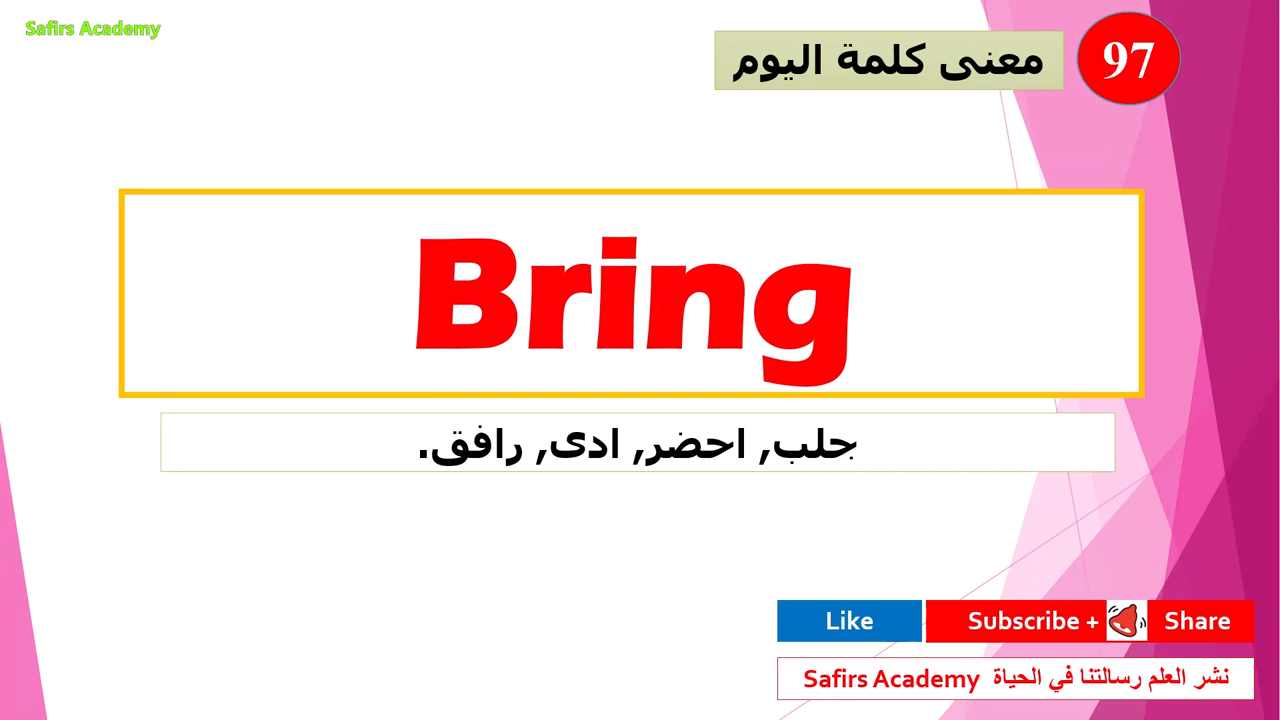 Safirs Academy
معنى كلمة اليوم
97
Bring
جلب, احضر, ادى, رافق.
Like
Subscribe +
Share
نشر العلم رسالتنا في الحياة Safirs Academy